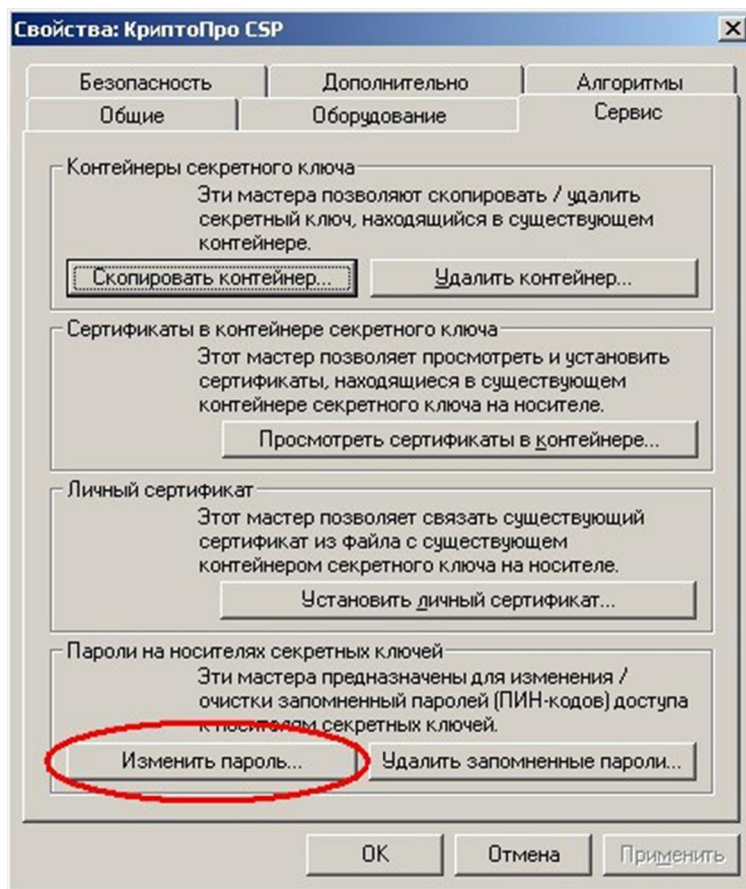 Свойства: КриптоПро CSP
Безопасность Дополнительно Алгоритмы
Общие Оборудование Сервис
Контейнеры секретного ключа
Эти мастера позволяют скопировать / удалить
секретный ключ, находящийся в существующем
контейнере.
Скопировать контейнер... Удалить контейнер...
Сертификаты в контейнере секретного ключа
Этот мастер позволяет просмотреть и установить
сертификаты, находящиеся в существующем
контейнере секретного ключа на носителе.
Просмотреть сертификаты в контейнере...
Личный сертификат
Этот мастер позволяет связать существующий
сертификат из файла с существующем
контейнером секретного ключа на носителе.
Установить личный сертификат...
Пароли на носителях секретных ключей
Эти мастера предназначены для изменения /
очистки запомненный паролей (ПИН-кодов) доступа
к носителям секретных ключей.
Изменить пароль... Удалить запомненные пароли...
OK Отмена Применить